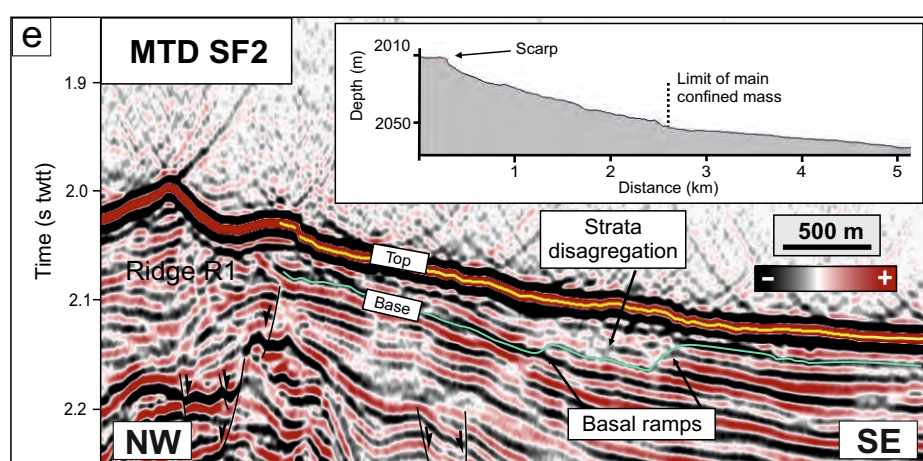 e
MTD SF2
2010
2050
Depth (m)
Scarp
Limit of main
confined mass
1
2
3
4
5
Distance (km)
1.9
2.0
2.1
2.2
Time (s twtt)
Strata
disagregation
500 m
-
+
Top
Ridge R1
Base
Basal ramps
NW
SE